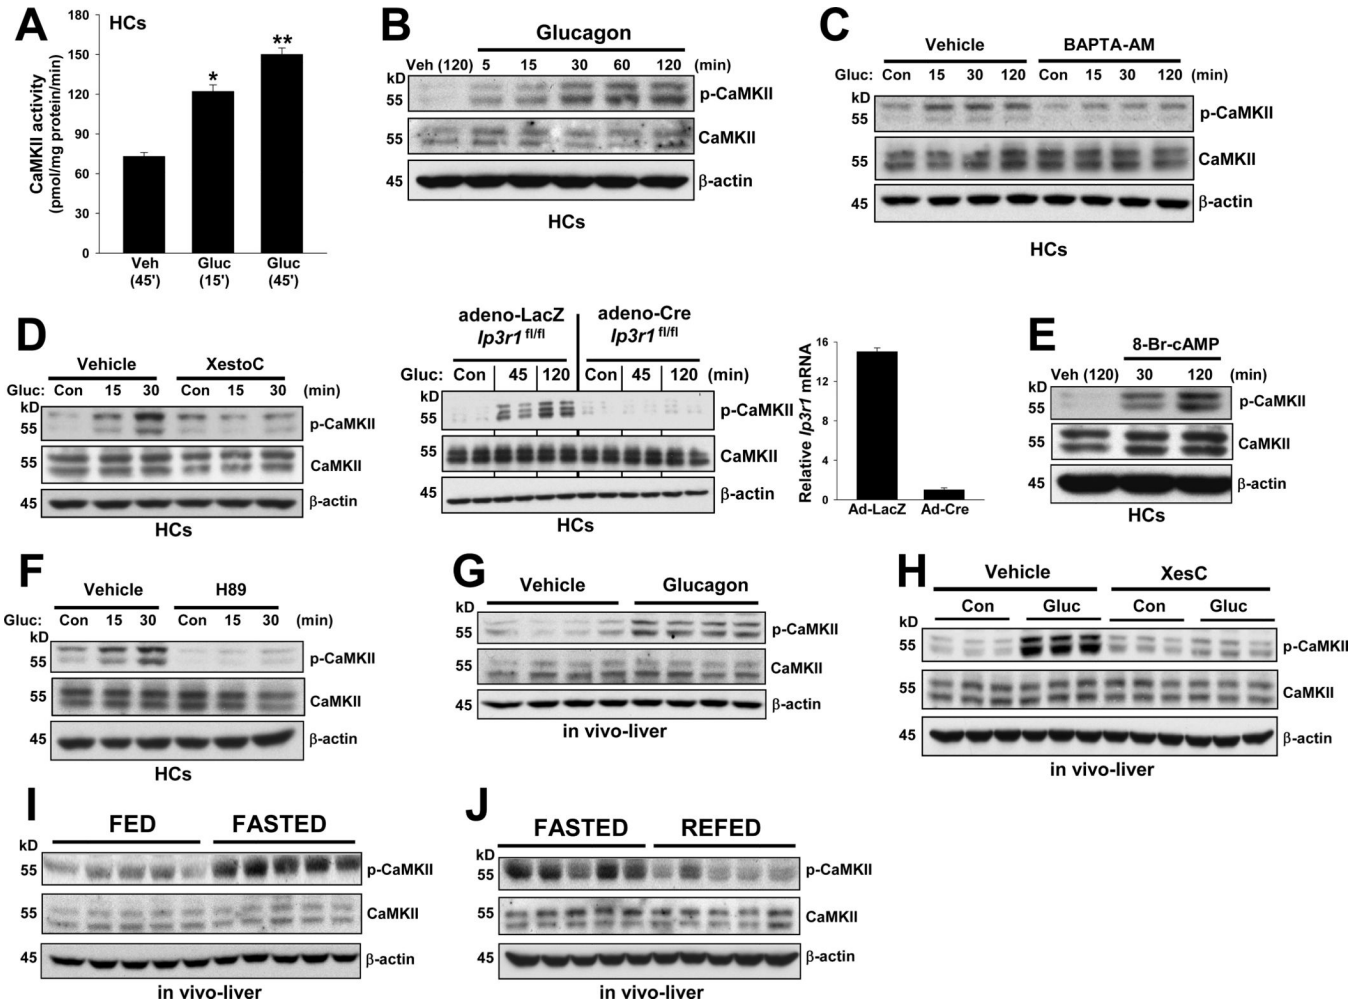 A
HCs
CaMKII activity
(pmol/mg protein/min)
180
150
120
90
60
30
0
*
**
Veh Gluc Gluc
(45') (15') (45')
B
Glucagon
Veh (120) 5 15 30 60 120 (min)
kD
55 p-CaMKII
55 CaMKII
45 β-actin
HCs
C
Vehicle BAPTA-AM
Gluc: Con 15 30 120 Con 15 30 120 (min)
kD
55 p-CaMKII
55 CaMKII
45 β-actin
HCs
D
Vehicle XestoC
Gluc: Con 15 30 Con 15 30 (min)
kD
55 p-CaMKII
55 CaMKII
45 β-actin
HCs
adeno-LacZ adeno-Cre
Ip3r1 fl/fl Ip3r1 fl/fl
Gluc: Con 45 120 Con 45 120 (min)
kD
55 p-CaMKII
55 CaMKII
45 β-actin
HCs
Relative Ip3r1 mRNA
16
12
8
4
0
Ad-LacZ Ad-Cre
E
8-Br-cAMP
Veh (120) 30 120 (min)
kD
55 p-CaMKII
55 CaMKII
45 β-actin
HCs
F
Vehicle H89
Gluc: Con 15 30 Con 15 30 (min)
kD
55 p-CaMKII
55 CaMKII
45 β-actin
HCs
G
Vehicle Glucagon
kD
55 p-CaMKII
55 CaMKII
45 β-actin
in vivo-liver
H
Vehicle XesC
Con Gluc Con Gluc
kD
55 p-CaMKII
55 CaMKII
45 β-actin
in vivo-liver
I
FED FASTED
kD
55 p-CaMKII
55 CaMKII
45 β-actin
in vivo-liver
J
FASTED REFED
kD
55 p-CaMKII
55 CaMKII
45 β-actin
in vivo-liver